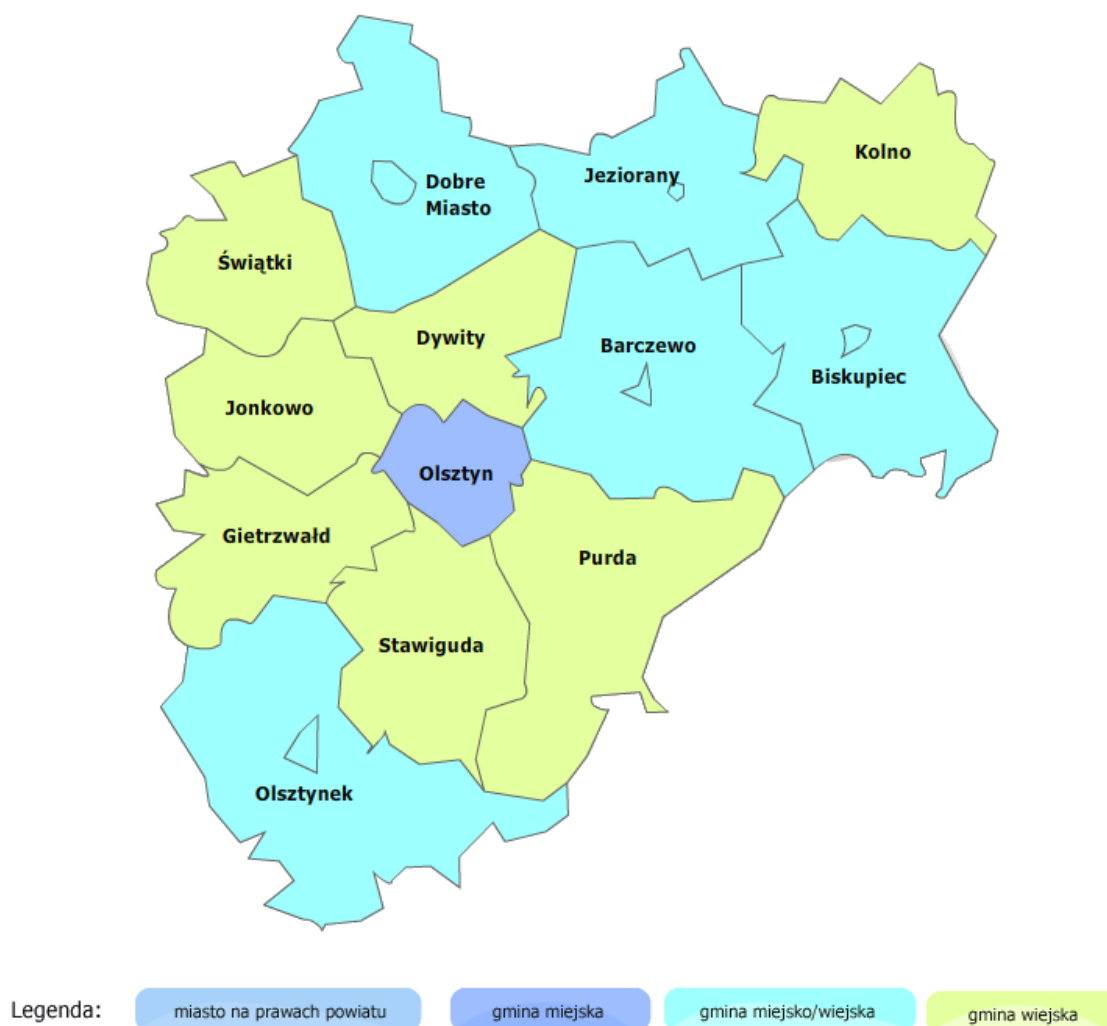 Kolno
Jeziorany
Dobre
Miasto
Świątki
Dywity
Barczewo
Biskupiec
Jonkowo
Olsztyn
Gietrzwałd
Purda
Stawiguda
Olsztynek
Legenda: miasto na prawach powiatu gmina miejska gmina miejsko/wiejska gmina wiejska